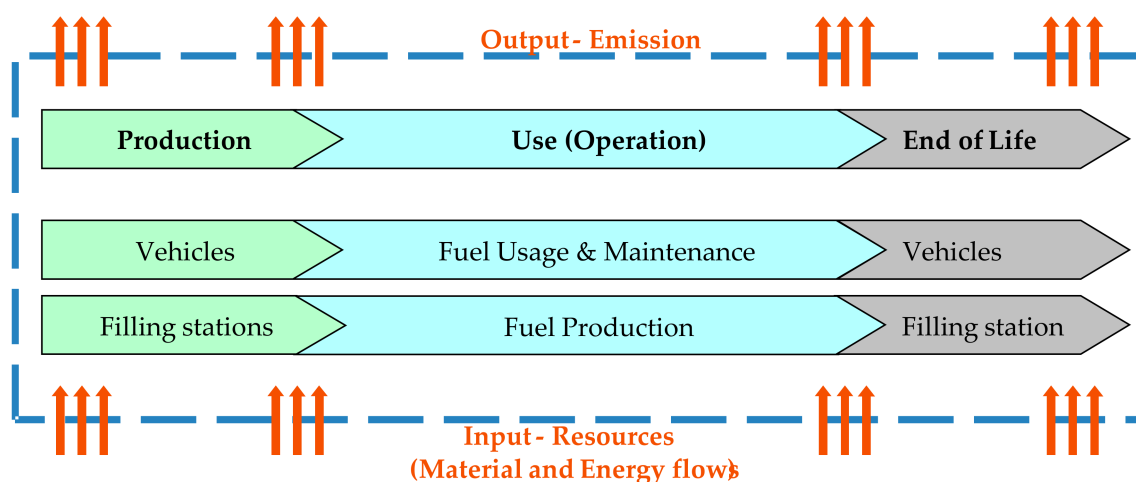 Output- Emission
Production
Use (Operation)
End of Life
Vehicles
Fuel Usage & Maintenance
Vehicles
Filling stations
Fuel Production
Filling station
Input- Resources
(Material and Energy flows)